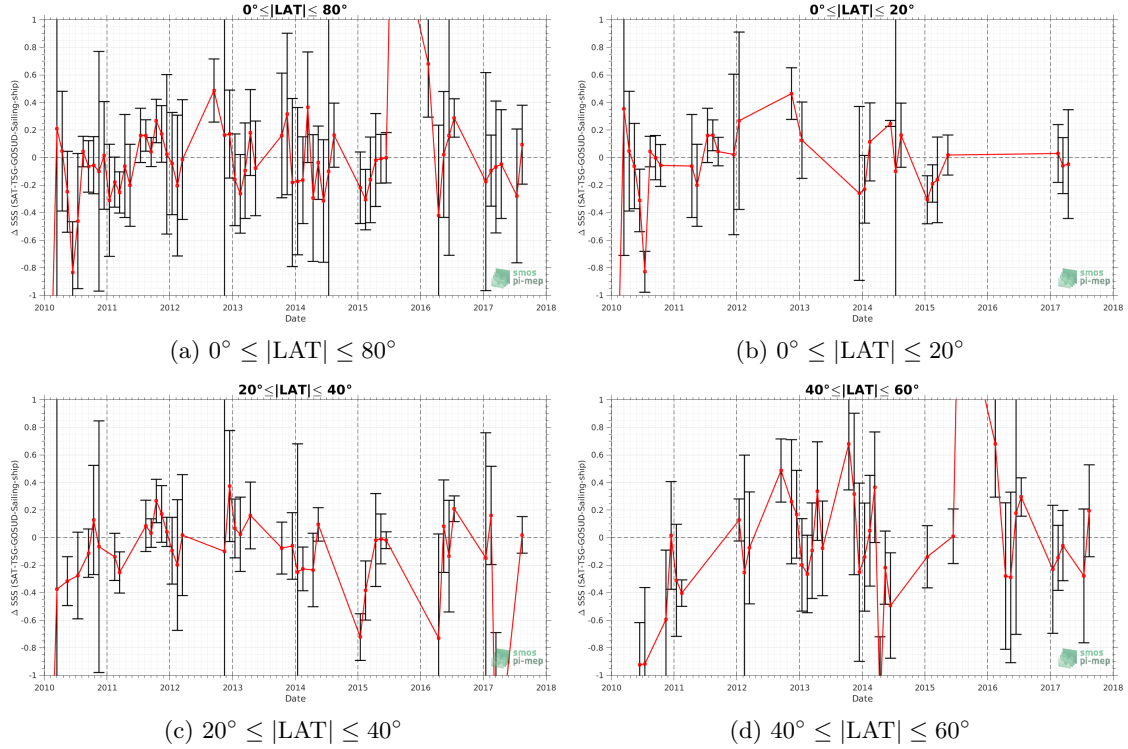 0°≤|LAT|≤ 80°
1
0.8
0.6
0.4
0.2
0
-0.2
-0.4
-0.6
-0.8
-1
Δ SSS (SAT-TSG-GOSUD-Sailing-ship)
2010 2011 2012 2013 2014 2015 2016 2017 2018
Date
smos
pi-mep
(a) 0° ≤ |LAT| ≤ 80°
0°≤|LAT|≤ 20°
1
0.8
0.6
0.4
0.2
0
-0.2
-0.4
-0.6
-0.8
-1
Δ SSS (SAT-TSG-GOSUD-Sailing-ship)
2010 2011 2012 2013 2014 2015 2016 2017 2018
Date
smos
pi-mep
(b) 0° ≤ |LAT| ≤ 20°
20°≤|LAT|≤ 40°
1
0.8
0.6
0.4
0.2
0
-0.2
-0.4
-0.6
-0.8
-1
Δ SSS (SAT-TSG-GOSUD-Sailing-ship)
2010 2011 2012 2013 2014 2015 2016 2017 2018
Date
smos
pi-mep
(c) 20° ≤ |LAT| ≤ 40°
40°≤|LAT|≤ 60°
1
0.8
0.6
0.4
0.2
0
-0.2
-0.4
-0.6
-0.8
-1
Δ SSS (SAT-TSG-GOSUD-Sailing-ship)
2010 2011 2012 2013 2014 2015 2016 2017 2018
Date
smos
pi-mep
(d) 40° ≤ |LAT| ≤ 60°